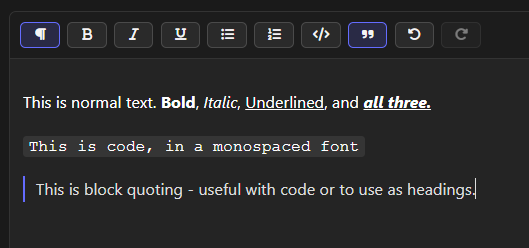 ¶ B I U </> ”
This is normal text. Bold, Italic, Underlined, and all three.
This is code, in a monospaced font
This is block quoting - useful with code or to use as headings.